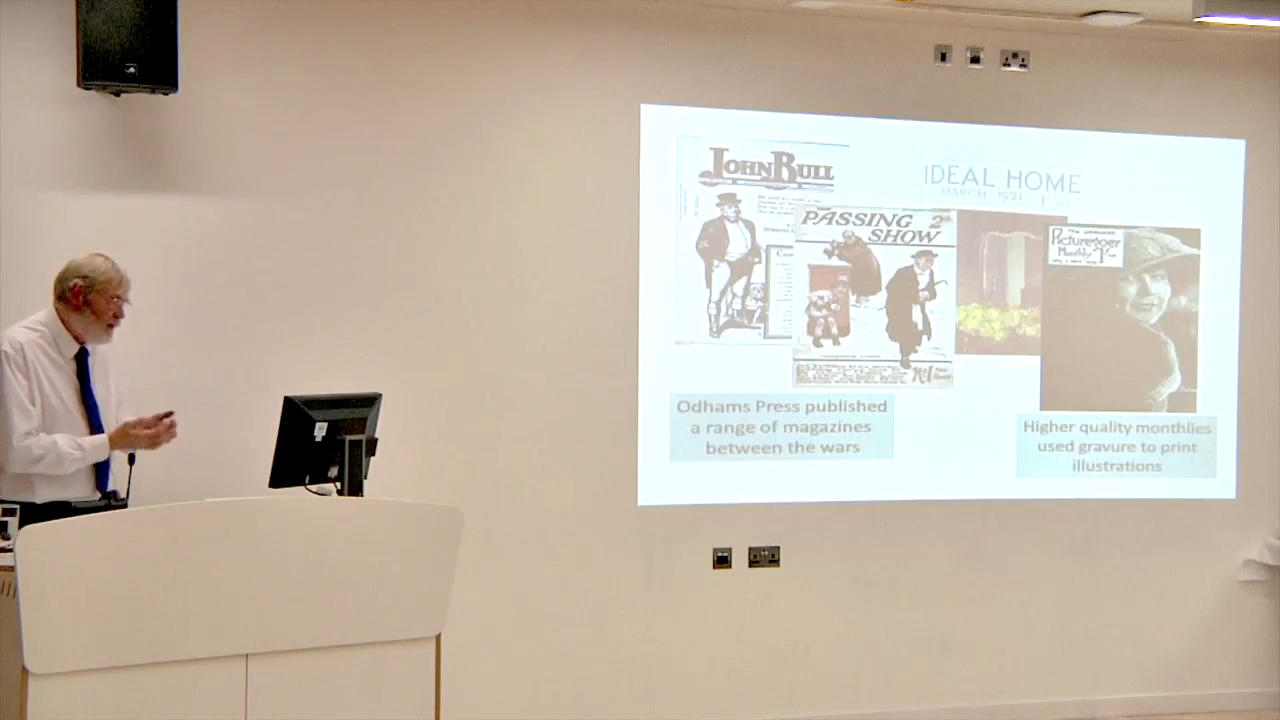 JOHN BULL
IDEAL HOME
MARCH 1921
PASSING 2
SHOW
Picturegoer
Monthly
Odhams Press published
a range of magazines
between the wars
Higher quality monthlies
used gravure to print
illustrations